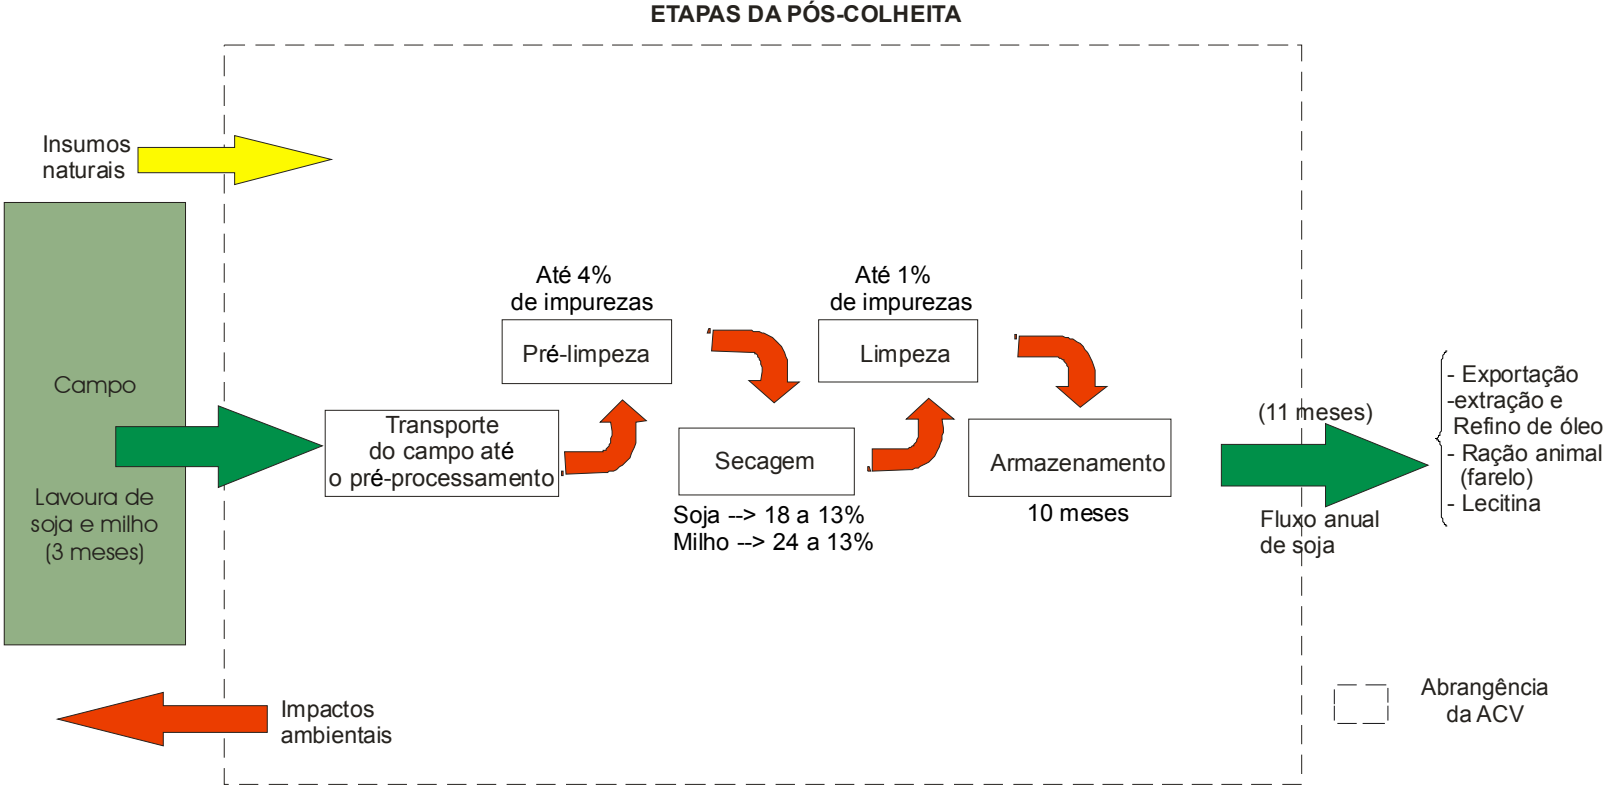 ETAPAS DA PÓS-COLHEITA
Insumos
naturais
Campo
Lavoura de
soja e milho
(3 meses)
Transporte
do campo até
o pré-processamento
Até 4%
de impurezas
Pré-limpeza
Secagem
Soja --> 18 a 13%
Milho --> 24 a 13%
Até 1%
de impurezas
Limpeza
Armazenamento
10 meses
(11 meses)
Fluxo anual
de soja
- Exportação
-extração e
Refino de óleo
- Ração animal
(farelo)
- Lecitina
Impactos
ambientais
Abrangência
da ACV